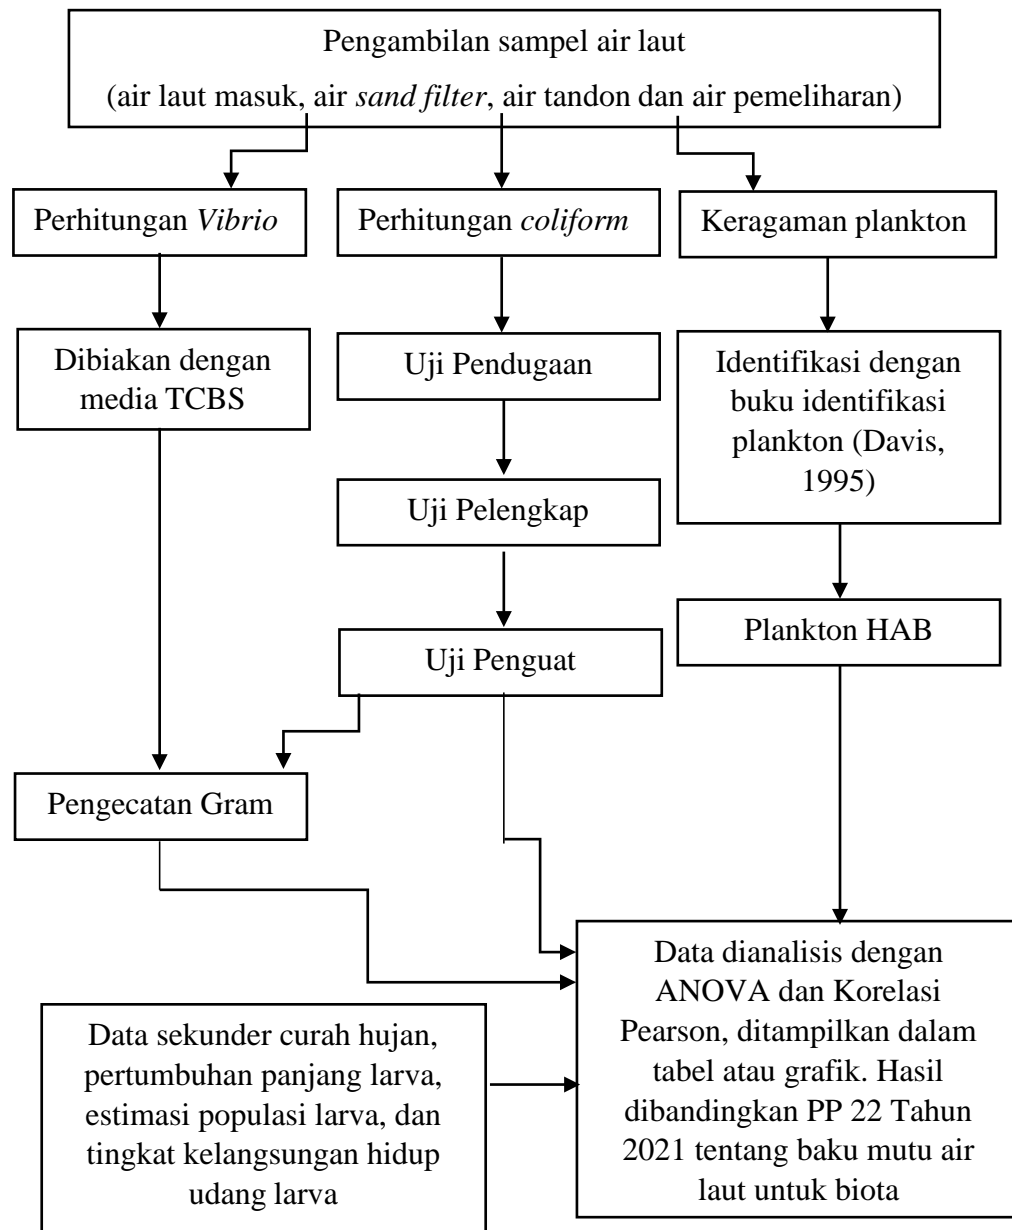 Pengambilan sampel air laut
(air laut masuk, air sand filter, air tandon dan air pemeliharan)
Perhitungan Vibrio
Perhitungan coliform
Keragaman plankton
Dibiakan dengan
media TCBS
Uji Pendugaan
Identifikasi dengan
buku identifikasi
plankton (Davis,
1995)
Uji Pelengkap
Plankton HAB
Uji Penguat
Pengecatan Gram
Data dianalisis dengan
ANOVA dan Korelasi
Pearson, ditampilkan dalam
tabel atau grafik. Hasil
dibandingkan PP 22 Tahun
2021 tentang baku mutu air
laut untuk biota
Data sekunder curah hujan,
pertumbuhan panjang larva,
estimasi populasi larva, dan
tingkat kelangsungan hidup
udang larva